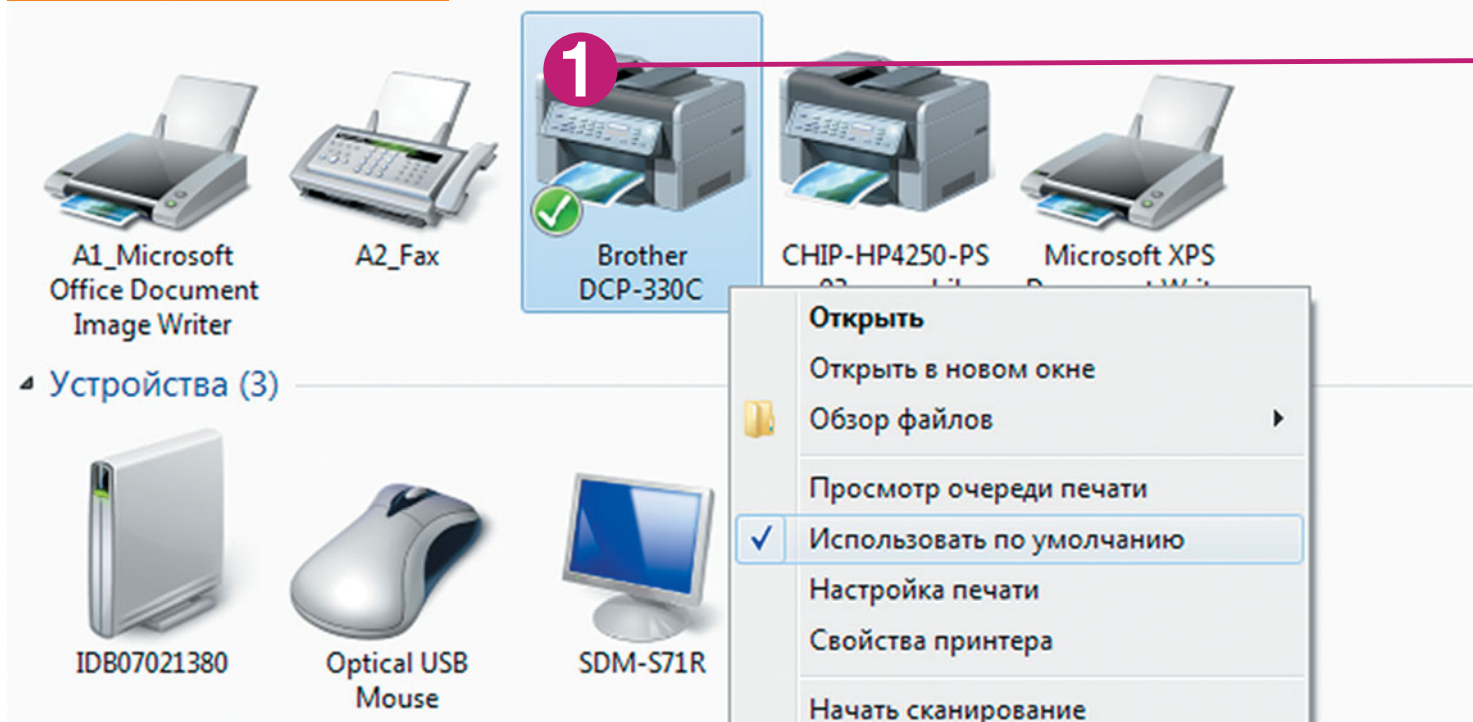 1
A1_Microsoft
Office Document
Image Writer
A2_Fax
Brother
DCP-330C
CHIP-HP4250-PS
Microsoft XPS
Открыть
Открыть в новом окне
Обзор файлов
Просмотр очереди печати
Использовать по умолчанию
Настройка печати
Свойства принтера
Начать сканирование
Устройства (3)
IDB07021380
Optical USB
Mouse
SDM-S71R